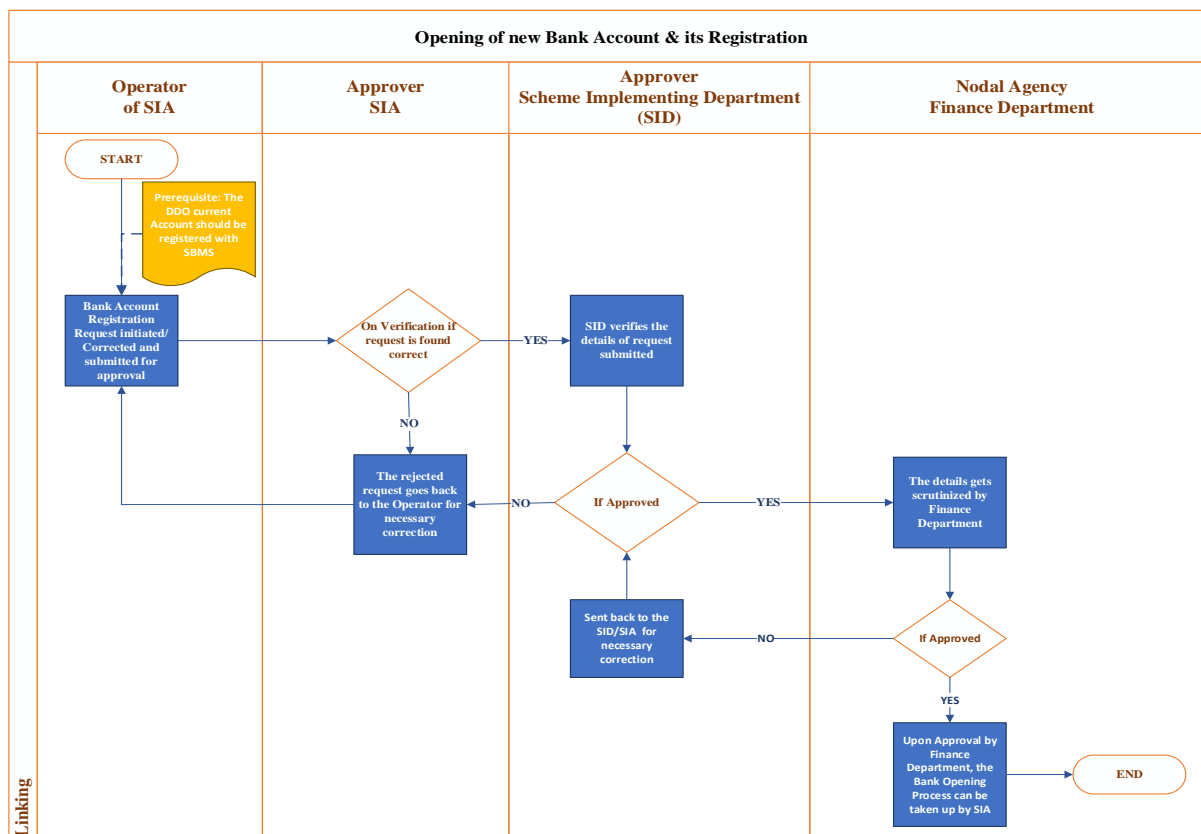 Opening of new Bank Account & its Registration
Operator
of SIA
Approver
SIA
Approver
Scheme Implementing Department
(SID)
Nodal Agency
Finance Department
START
Prerequisite: The
DDO current
Account should be
registered with
SBMS
Bank Account
Registration
Request initiated/
Corrected and
submitted for
approval
On Verification if
request is found
correct
YES
SID verifies the
details of request
submitted
NO
The rejected
request goes back
to the Operator for
necessary
correction
NO
If Approved
YES
The details gets
scrutinized by
Finance
Department
Sent back to the
SID/SIA for
necessary
correction
NO
If Approved
YES
Upon Approval by
Finance
Department, the
Bank Opening
Process can be
taken up by SIA
END
Linking